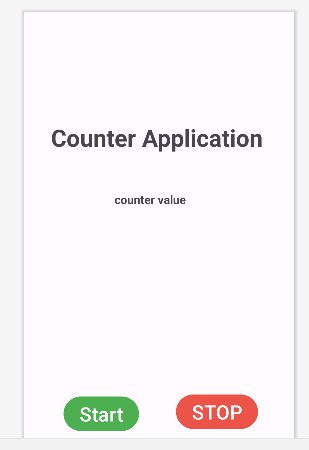 Counter Application
counter value
Start
STOP